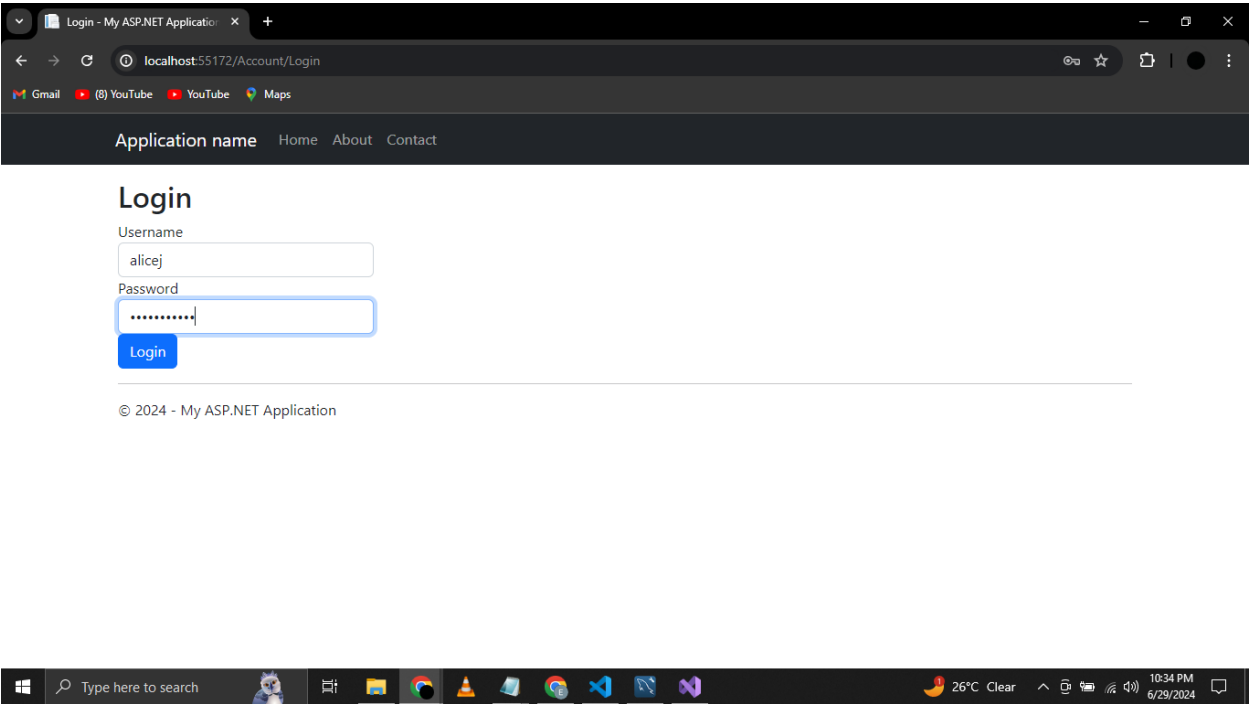 Login - My ASP.NET Application
localhost:55172/Account/Login
Gmail (8) YouTube YouTube Maps
Application name Home About Contact
Login
Username
alicej
Password
•••••••••••
Login
© 2024 - My ASP.NET Application
Type here to search
26°C Clear
10:34 PM
6/29/2024